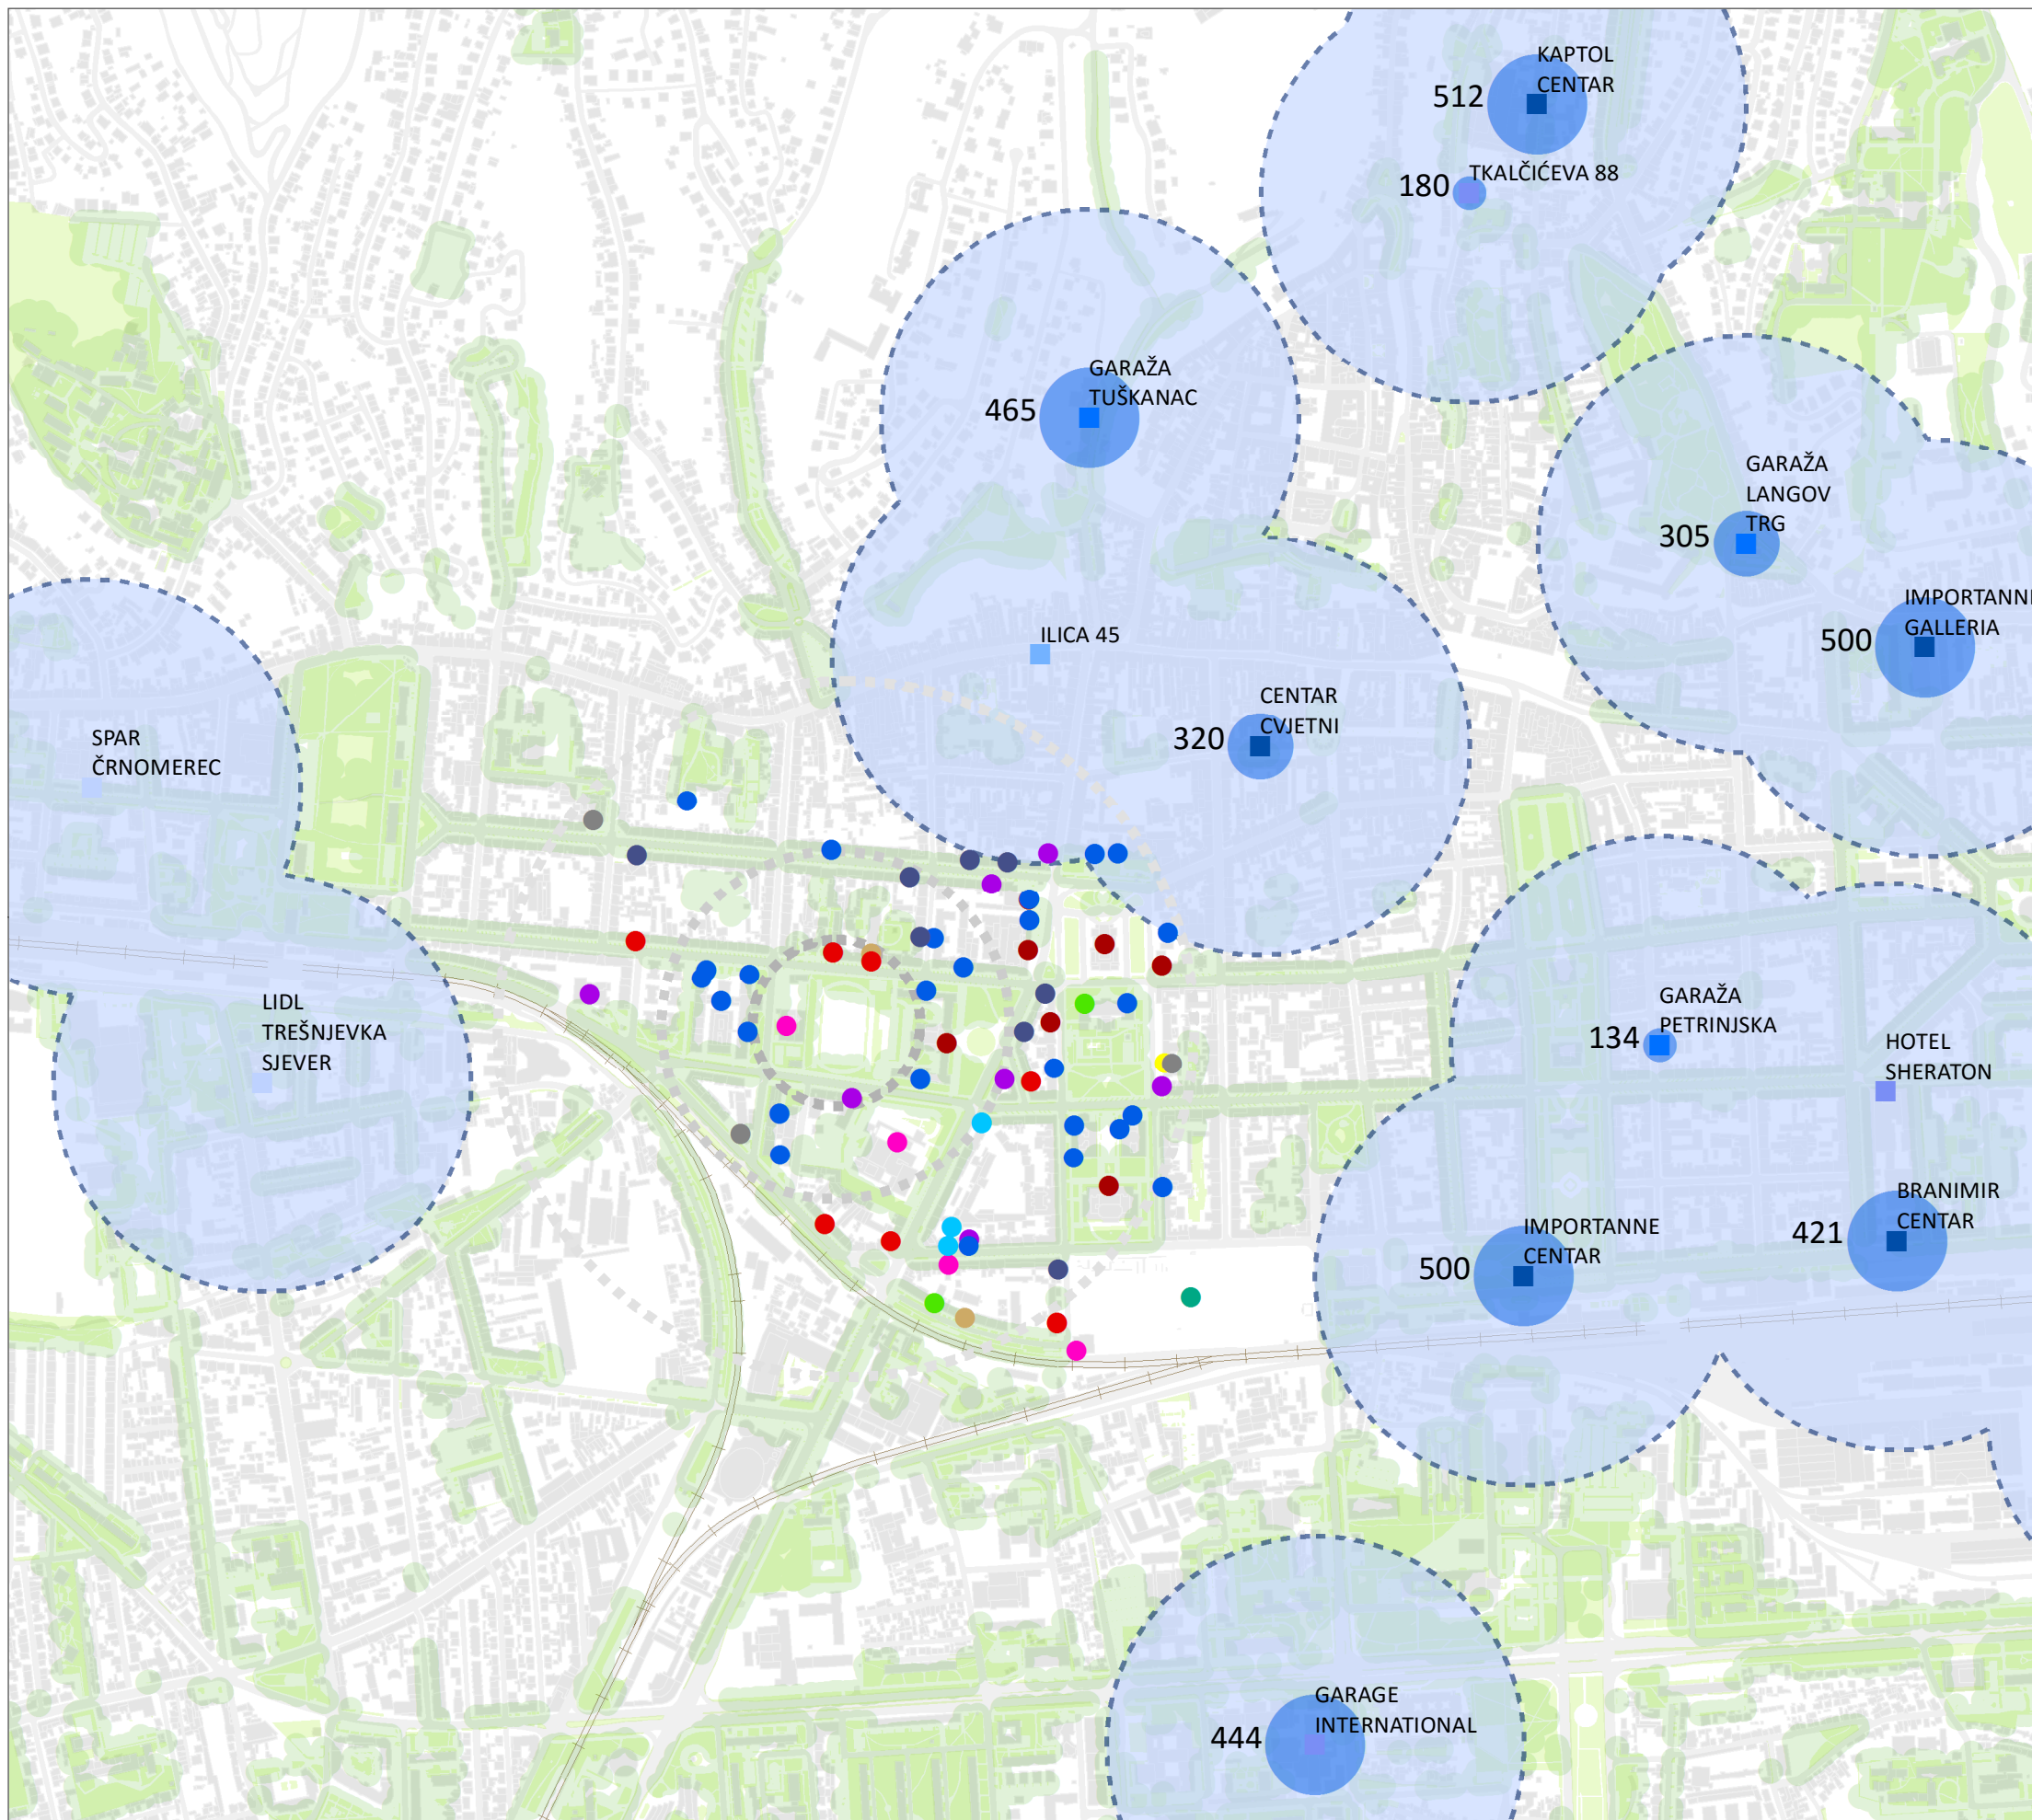 KAPTOL
CENTAR
512
TKALČIĆEVA 88
180
GARAŽA
TUŠKANAC
465
GARAŽA
LANGOV
TRG
305
IMPORTANNE
GALLERIA
500
ILICA 45
CENTAR
CVJETNI
320
SPAR
ČRNOMEREC
LIDL
TREŠNJEVKA
SJEVER
GARAŽA
PETRINJSKA
134
HOTEL
SHERATON
BRANIMIR
CENTAR
421
IMPORTANNE
CENTAR
500
GARAGE
INTERNATIONAL
444